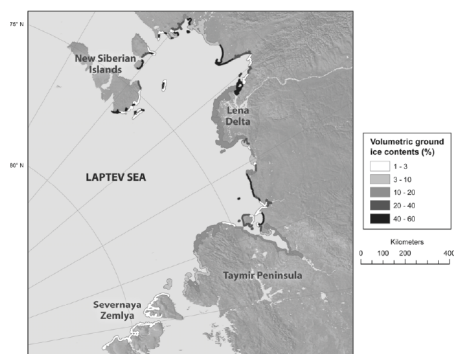 75° N
New Siberian
Islands
Lena
Delta
80° N
LAPTEV SEA
Taymir Peninsula
Severnaya
Zemlya
Volumetric ground
ice contents (%)
1 - 3
3 - 10
10 - 20
20 - 40
40 - 60
Kilometers
0 100 200 400